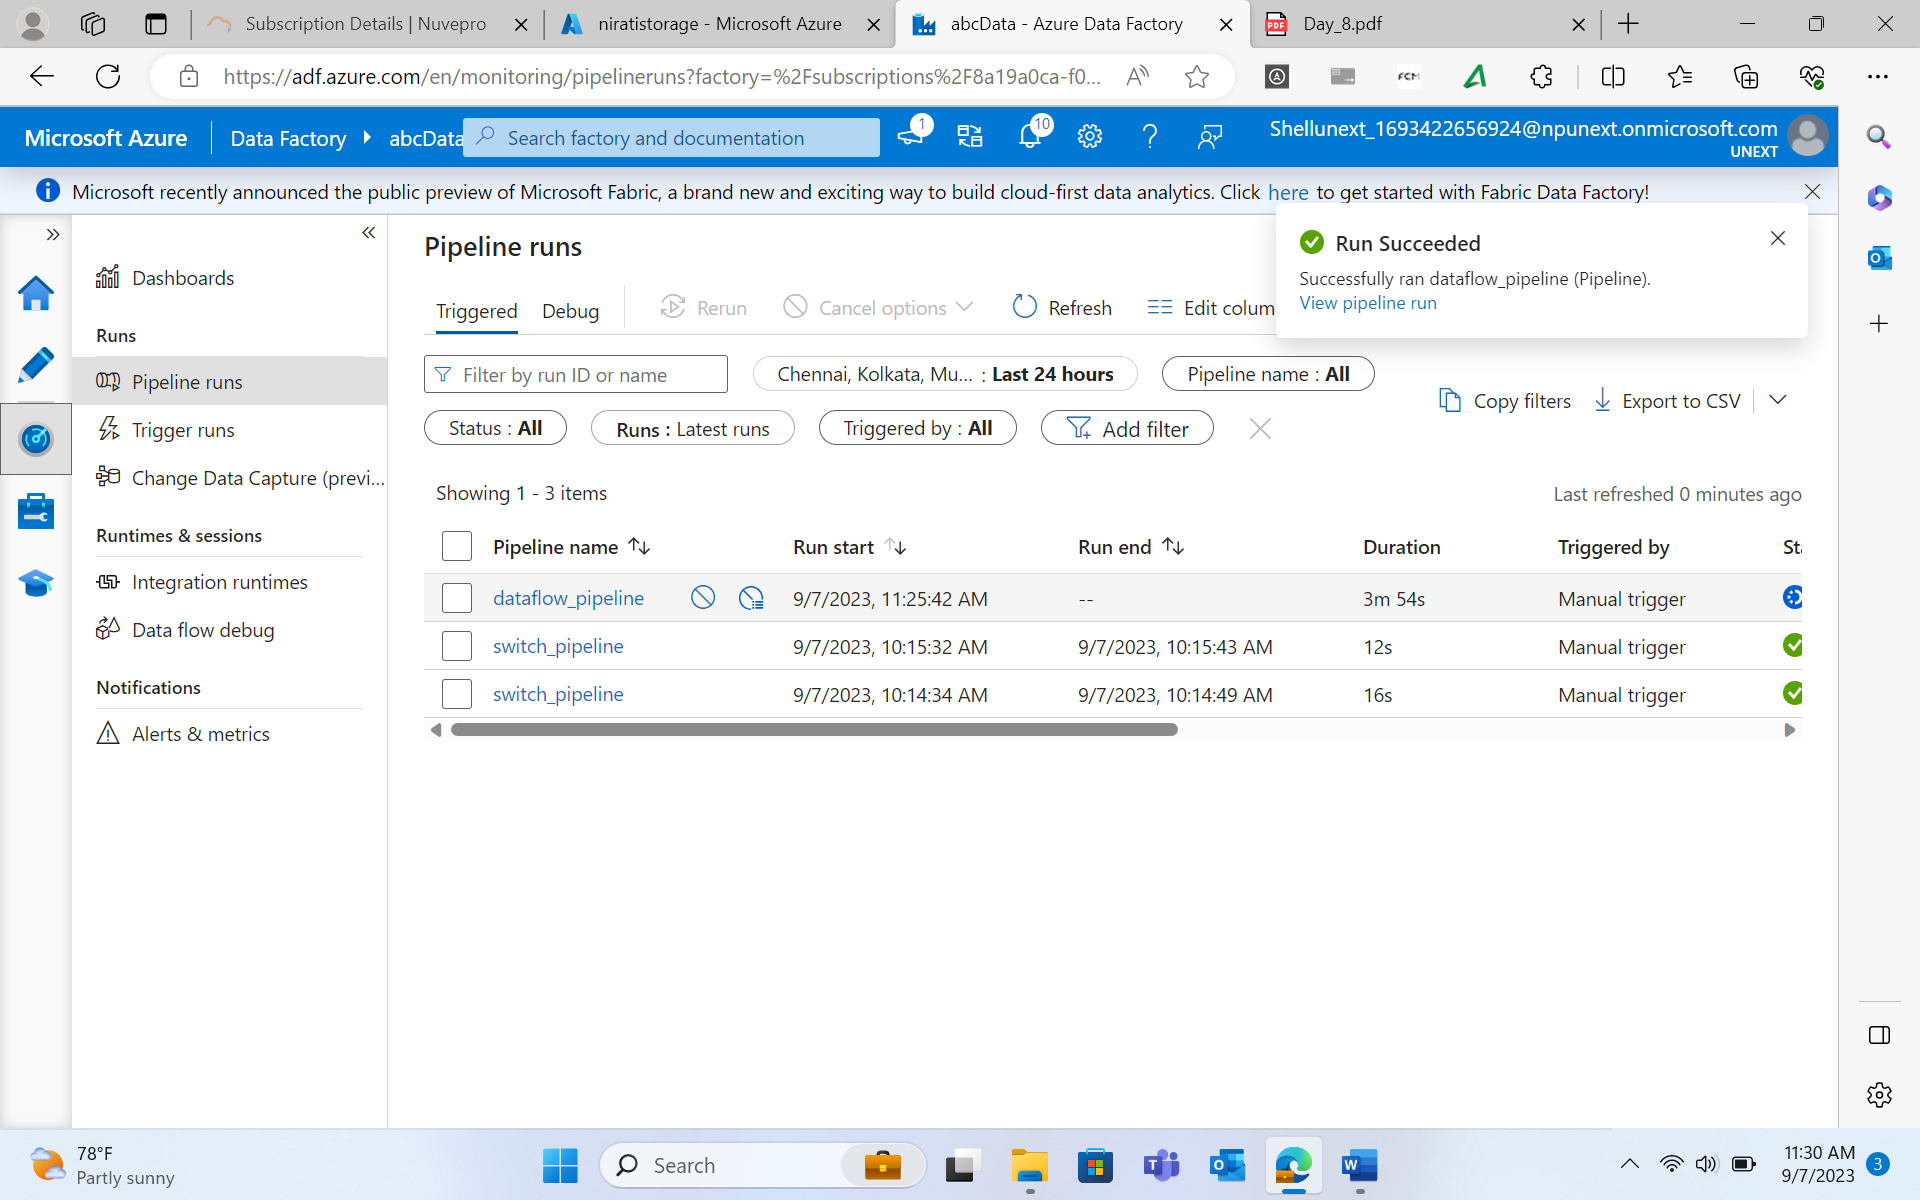 Subscription Details | Nuvepro
niratistorage - Microsoft Azure
abcData - Azure Data Factory
Day_8.pdf
https://adf.azure.com/en/monitoring/pipelineruns?factory=%2Fsubscriptions%2F8a19a0ca-f0...
Microsoft Azure
Data Factory
abcData
Search factory and documentation
1
10
Shellunext_1693422656924@npunext.onmicrosoft.com
UNEXT
Microsoft recently announced the public preview of Microsoft Fabric, a brand new and exciting way to build cloud-first data analytics. Click here to get started with Fabric Data Factory!
Run Succeeded
Successfully ran dataflow_pipeline (Pipeline).
View pipeline run
Dashboards
Runs
Pipeline runs
Trigger runs
Change Data Capture (previ...
Runtimes & sessions
Integration runtimes
Data flow debug
Notifications
Alerts & metrics
Pipeline runs
Triggered
Debug
Rerun
Cancel options
Refresh
Edit colum
Filter by run ID or name
Chennai, Kolkata, Mu... : Last 24 hours
Pipeline name : All
Status : All
Runs : Latest runs
Triggered by : All
Add filter
Copy filters
Export to CSV
Showing 1 - 3 items
Last refreshed 0 minutes ago
Pipeline name Run start Run end Duration Triggered by Sta
dataflow_pipeline 9/7/2023, 11:25:42 AM -- 3m 54s Manual trigger
switch_pipeline 9/7/2023, 10:15:32 AM 9/7/2023, 10:15:43 AM 12s Manual trigger
switch_pipeline 9/7/2023, 10:14:34 AM 9/7/2023, 10:14:49 AM 16s Manual trigger
78°F
Partly sunny
Search
11:30 AM
9/7/2023
3